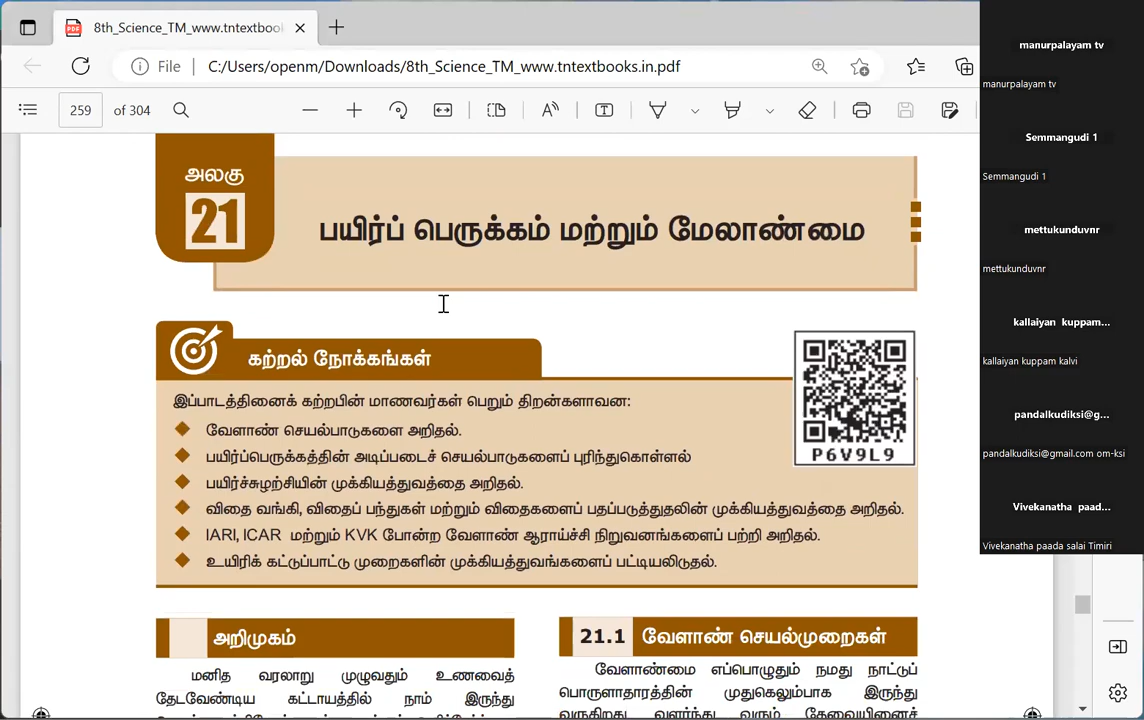 8th_Science_TM_www.tntextboo
File C:/Users/openm/Downloads/8th_Science_TM_www.tntextbooks.in.pdf
259 of 304
அலகு
21
பயிர்ப் பெருக்கம் மற்றும் மேலாண்மை
கற்றல் நோக்கங்கள்
இப்பாடத்தினைக் கற்றபின் மாணவர்கள் பெறும் திறன்களாவன:
வேளாண் செயல்பாடுகளை அறிதல்.
பயிர்ப்பெருக்கத்தின் அடிப்படைச் செயல்பாடுகளைப் புரிந்துகொள்ளல்
பயிர்ச்சுழற்சியின் முக்கியத்துவத்தை அறிதல்.
விதை வங்கி, விதைப் பந்துகள் மற்றும் விதைகளைப் பதப்படுத்துதலின் முக்கியத்துவத்தை அறிதல்.
IARI, ICAR மற்றும் KVK போன்ற வேளாண் ஆராய்ச்சி நிறுவனங்களைப் பற்றி அறிதல்.
உயிரிக் கட்டுப்பாட்டு முறைகளின் முக்கியத்துவங்களைப் பட்டியலிடுதல்.
P6V9L9
அறிமுகம்
மனித வரலாறு முழுவதும் உணவைத்
தேடவேண்டிய கட்டாயத்தில் நாம் இருந்து
21.1 வேளாண் செயல்முறைகள்
வேளாண்மை எப்பொழுதும் நமது நாட்டுப்
பொருளாதாரத்தின் முதுகெலும்பாக இருந்து
வருகிறது. வளர்ந்து வரும் தேவையினைச்
manurpalayam tv
manurpalayam tv
Semmangudi 1
Semmangudi 1
mettukunduvnr
mettukunduvnr
kallaiyan kuppam...
kallaiyan kuppam kalvi
pandalkudiksi@g...
pandalkudiksi@gmail.com om-ksi
Vivekanatha paad...
Vivekanatha paada salai Timiri